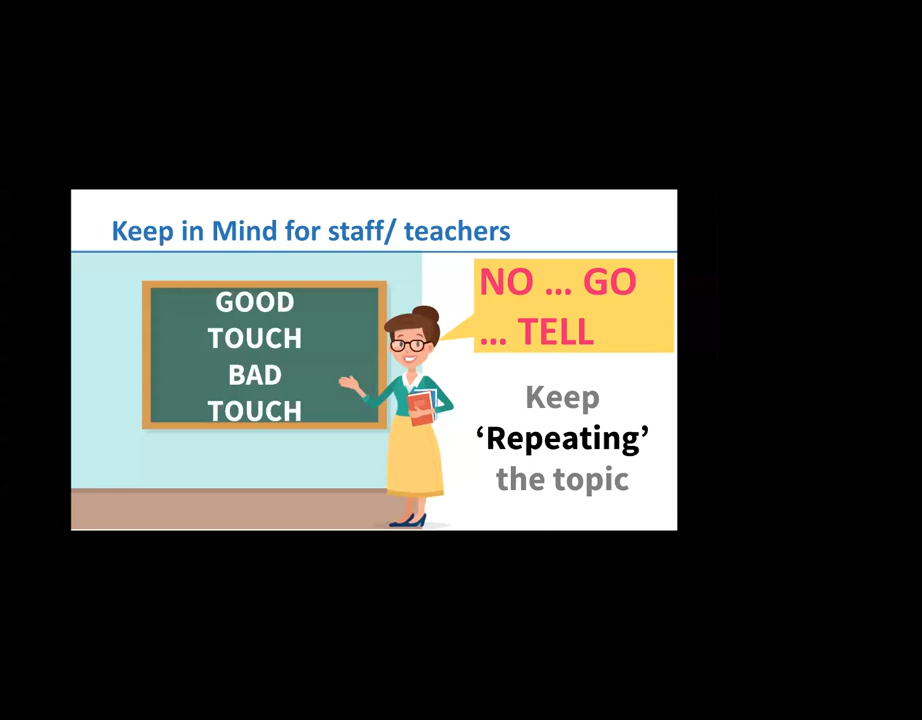 Keep in Mind for staff/ teachers
GOOD
TOUCH
BAD
TOUCH
NO ... GO
... TELL
Keep
‘Repeating’
the topic